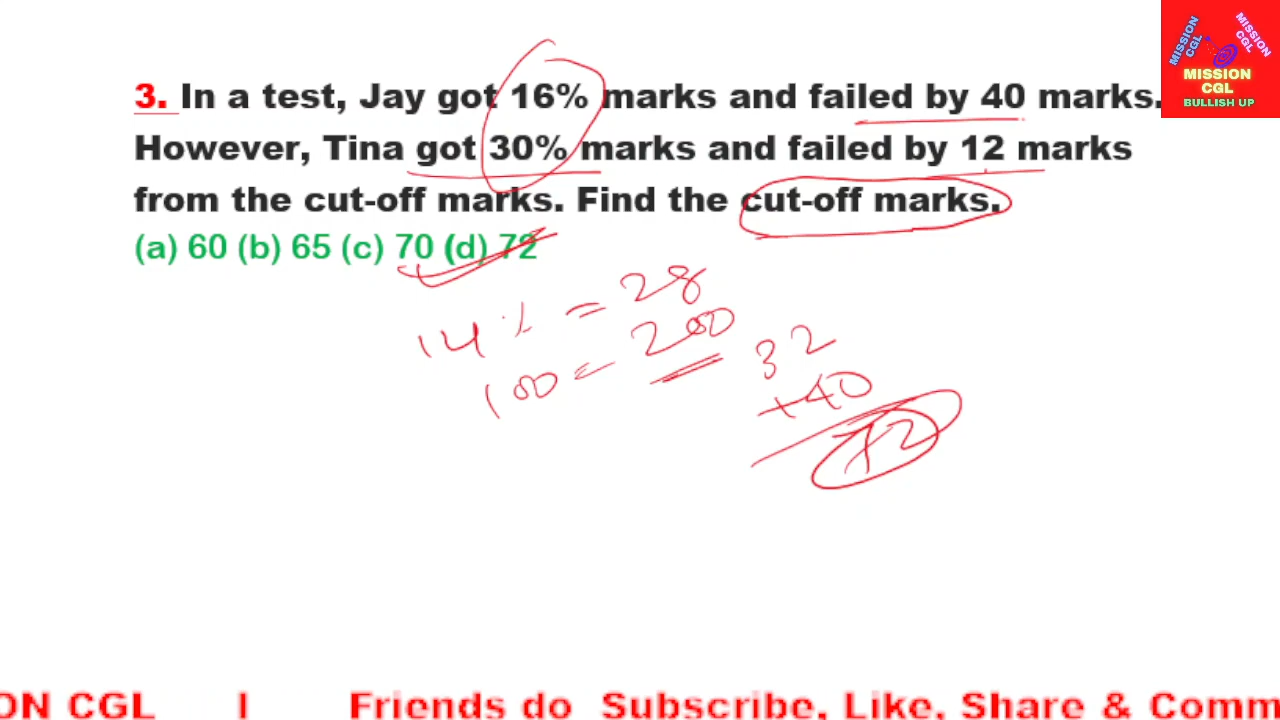 MISSION CGL
MISSION CGL
MISSION
CGL
BULLISH UP
3. In a test, Jay got 16% marks and failed by 40 marks.
However, Tina got 30% marks and failed by 12 marks
from the cut-off marks. Find the cut-off marks.
(a) 60 (b) 65 (c) 70 (d) 72
14% = 28
100 = 200
32
+40
72
ON CGL I Friends do Subscribe, Like, Share & Comm